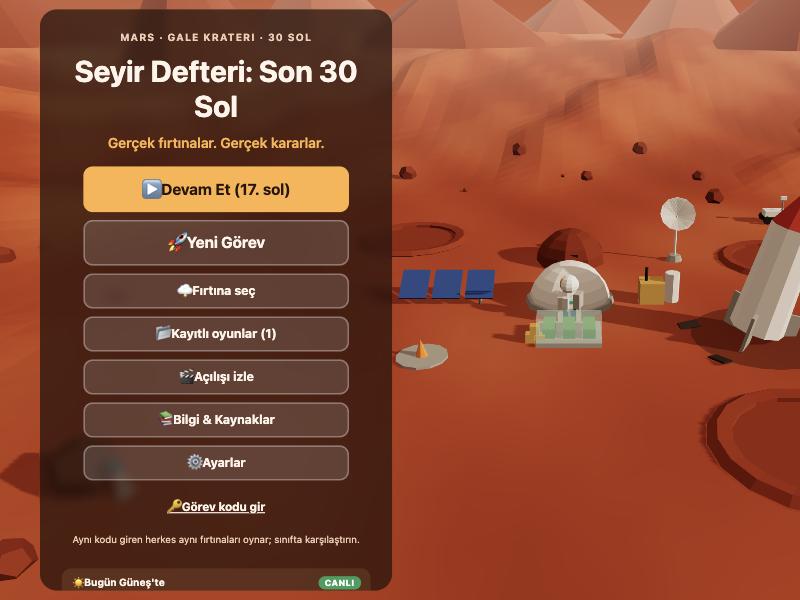 MARS · GALE KRATERI · 30 SOL
Seyir Defteri: Son 30
Sol
Gerçek fırtınalar. Gerçek kararlar.
Devam Et (17. sol)
Yeni Görev
Fırtına seç
Kayıtlı oyunlar (1)
Açılışı izle
Bilgi & Kaynaklar
Ayarlar
Görev kodu gir
Aynı kodu giren herkes aynı fırtınaları oynar; sınıfta karşılaştırın.
Bugün Güneş'te CANLI